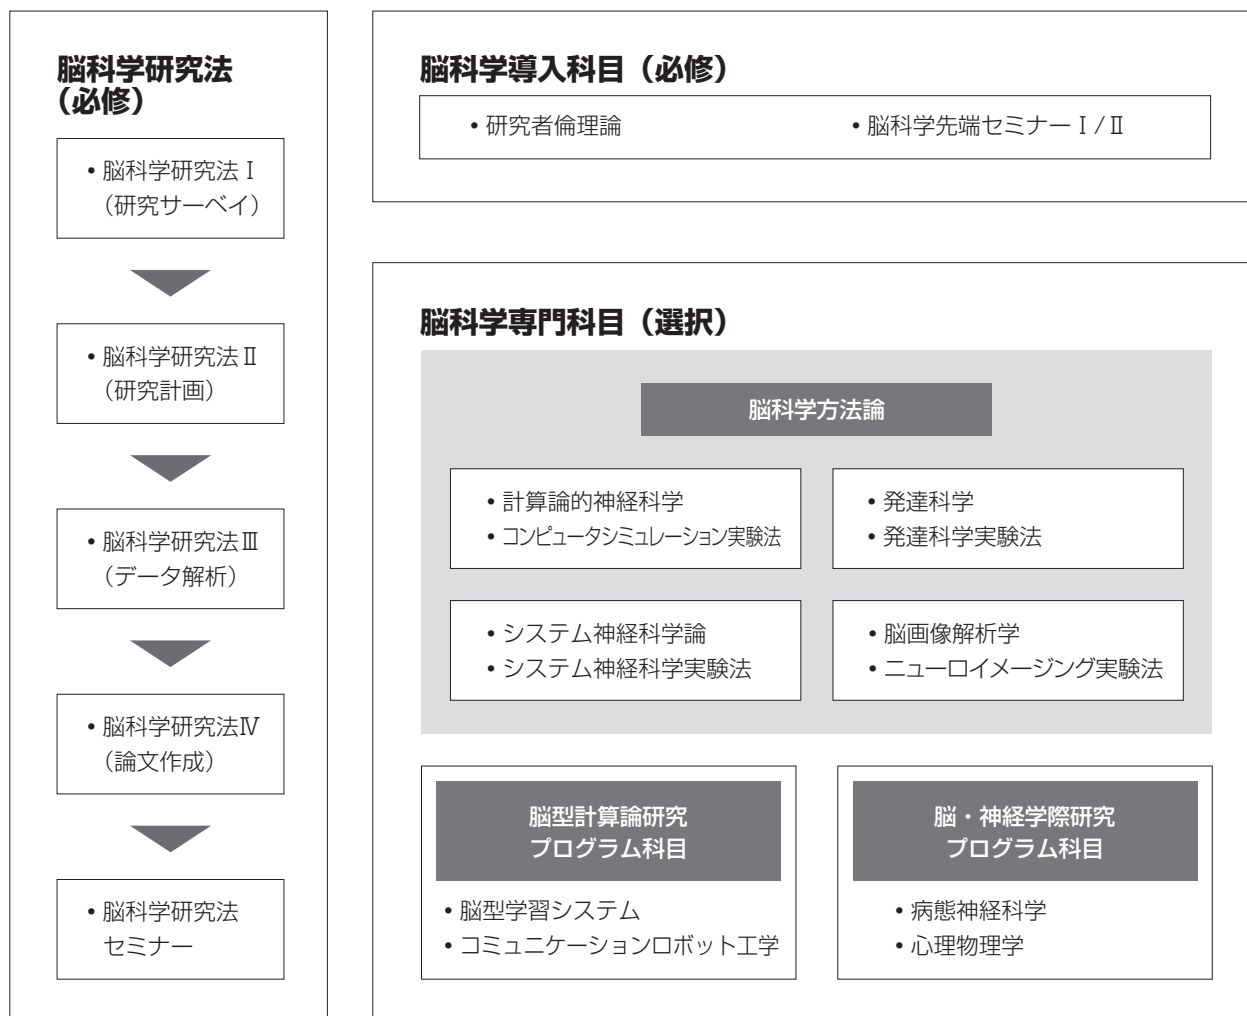 脳科学研究法
（必修）
• 脳科学研究法Ⅰ
（研究サーベイ）
• 脳科学研究法Ⅱ
（研究計画）
• 脳科学研究法Ⅲ
（データ解析）
• 脳科学研究法Ⅳ
（論文作成）
• 脳科学研究法
セミナー
脳科学導入科目（必修）
• 研究者倫理論
• 脳科学先端セミナーⅠ/Ⅱ
脳科学専門科目（選択）
脳科学方法論
• 計算論的神経科学
• コンピュータシミュレーション実験法
• 発達科学
• 発達科学実験法
• システム神経科学論
• システム神経科学実験法
• 脳画像解析学
• ニューロイメージング実験法
脳型計算論研究
プログラム科目
• 脳型学習システム
• コミュニケーションロボット工学
脳・神経学際研究
プログラム科目
• 病態神経科学
• 心理物理学